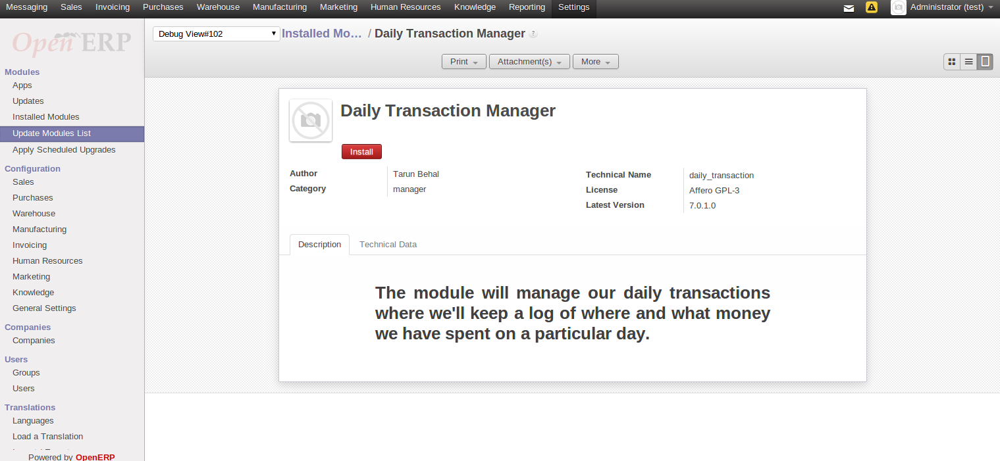 Messaging Sales Invoicing Purchases Warehouse Manufacturing Marketing Human Resources Knowledge Reporting Settings Administrator (test)
Open ERP
Modules
Apps
Updates
Installed Modules
Update Modules List
Apply Scheduled Upgrades
Configuration
Sales
Purchases
Warehouse
Manufacturing
Invoicing
Human Resources
Marketing
Knowledge
General Settings
Companies
Companies
Users
Groups
Users
Translations
Languages
Load a Translation
Powered by OpenERP
Debug View#102 Installed Mo... / Daily Transaction Manager ?
Print Attachment(s) More
Daily Transaction Manager
Install
Author Tarun Behal
Category manager
Technical Name daily_transaction
License Affero GPL-3
Latest Version 7.0.1.0
Description Technical Data
The module will manage our daily transactions
where we'll keep a log of where and what money
we have spent on a particular day.